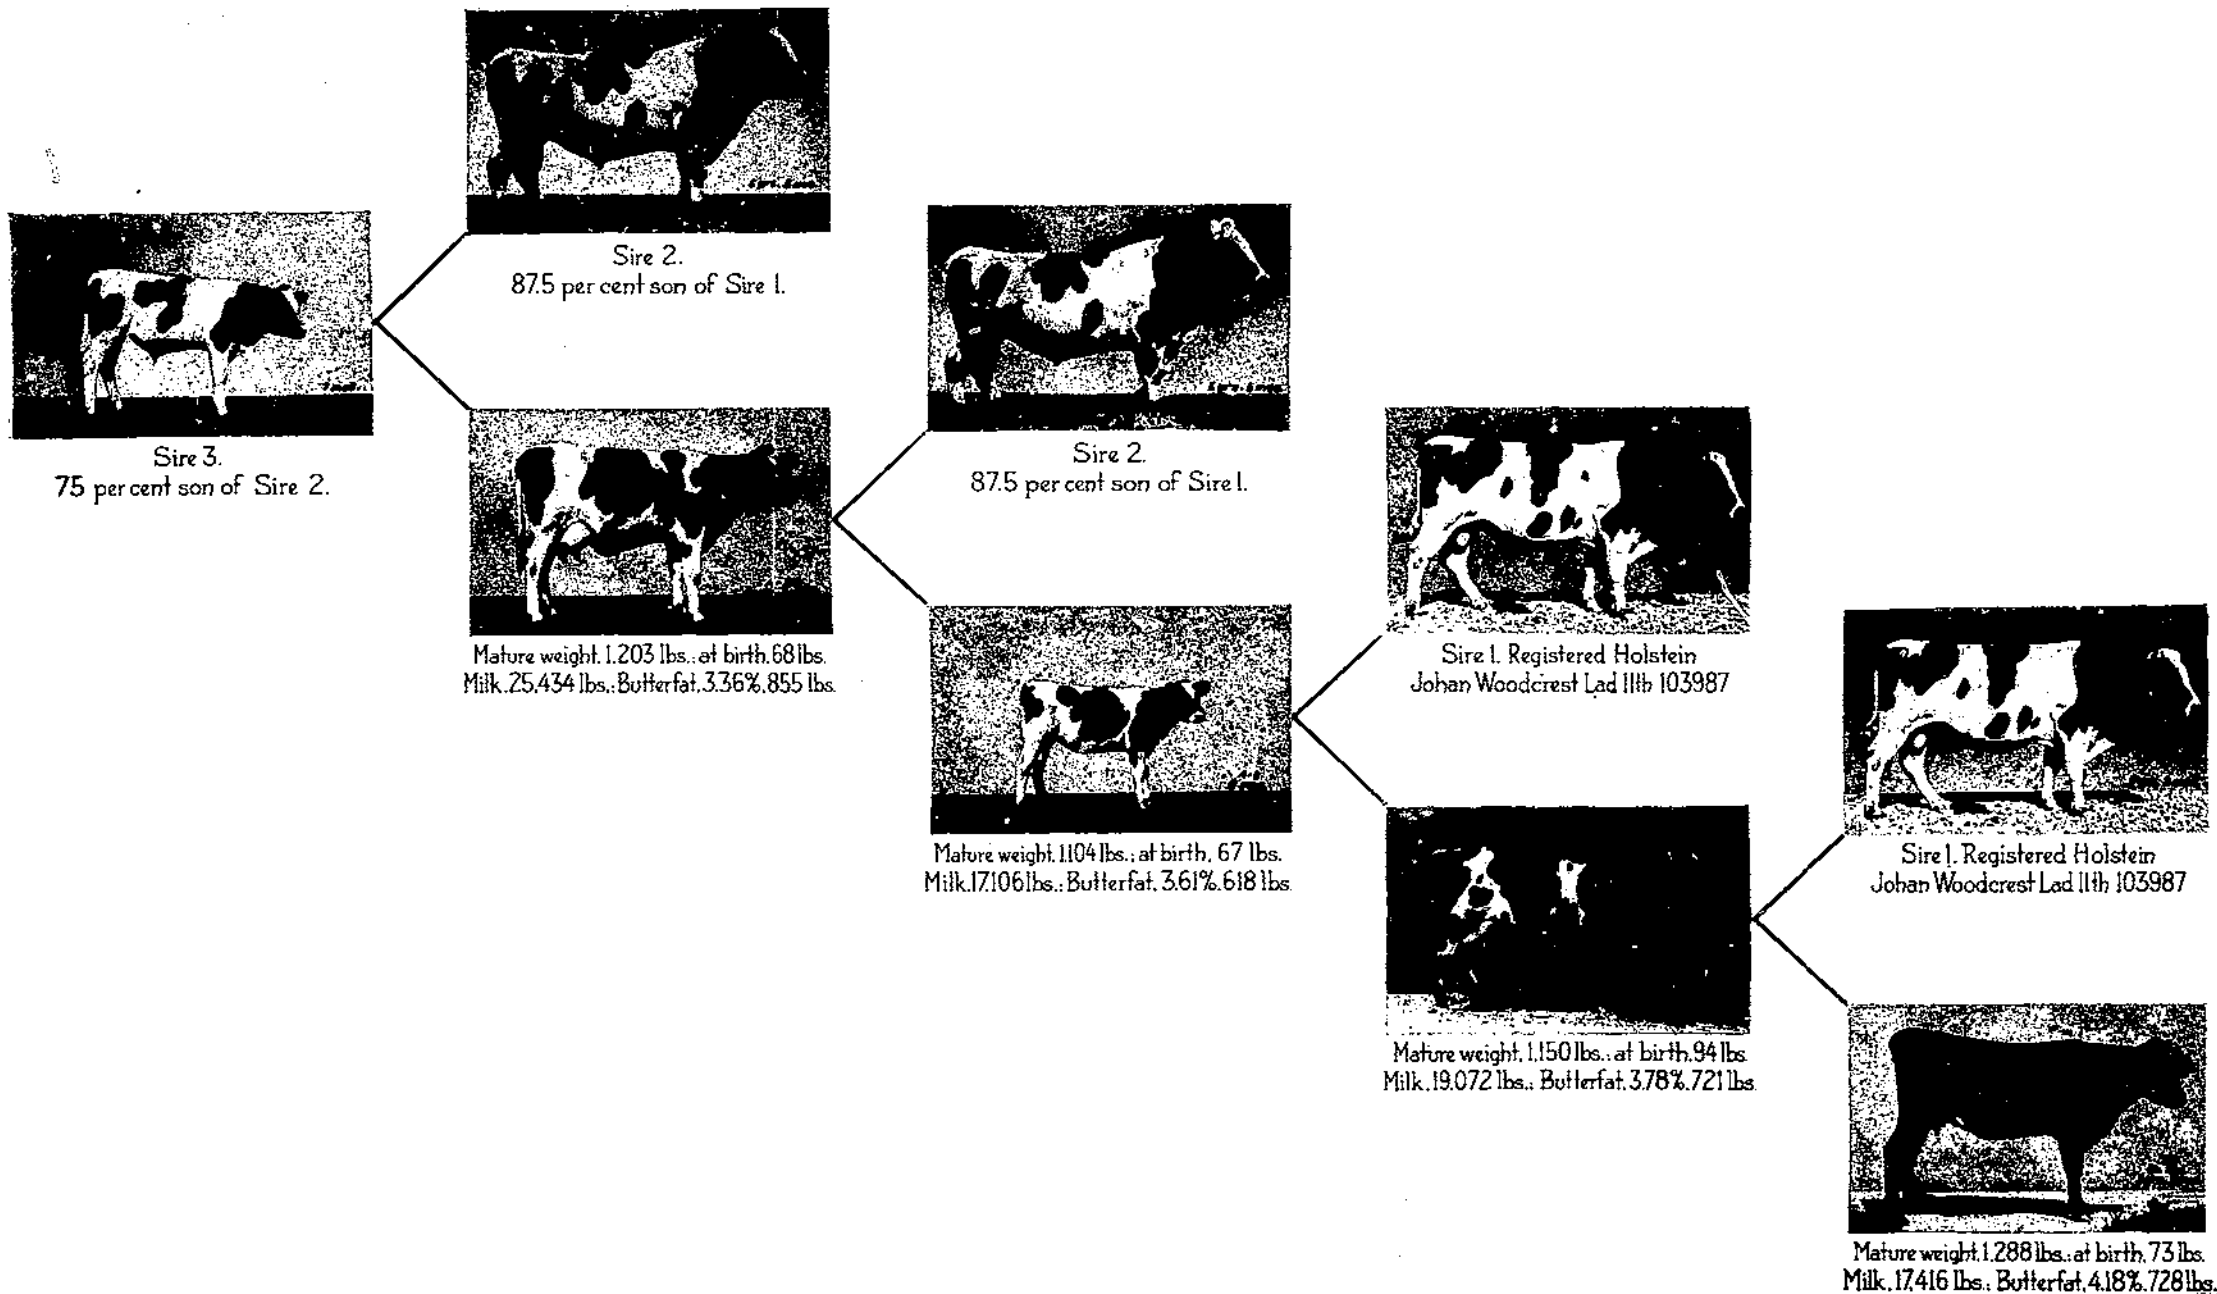 Sire 2.
87.5 per cent son of Sire 1.
Sire 3.
75 per cent son of Sire 2.
Sire 2.
87.5 per cent son of Sire 1.
Mature weight, 1,203 lbs.; at birth, 68 lbs.
Milk, 25,434 lbs.; Butterfat, 3.36%, 855 lbs.
Sire 1. Registered Holstein
Johan Woodcrest Lad 11th 103987
Mature weight, 1,104 lbs.; at birth, 67 lbs.
Milk, 17,106 lbs.; Butterfat, 3.61%, 618 lbs.
Sire 1. Registered Holstein
Johan Woodcrest Lad 11th 103987
Mature weight, 1,150 lbs.; at birth, 94 lbs.
Milk, 19,072 lbs.; Butterfat, 3.78%, 721 lbs.
Mature weight, 1,288 lbs.; at birth, 73 lbs.
Milk, 17,416 lbs.; Butterfat, 4.18%, 728 lbs.